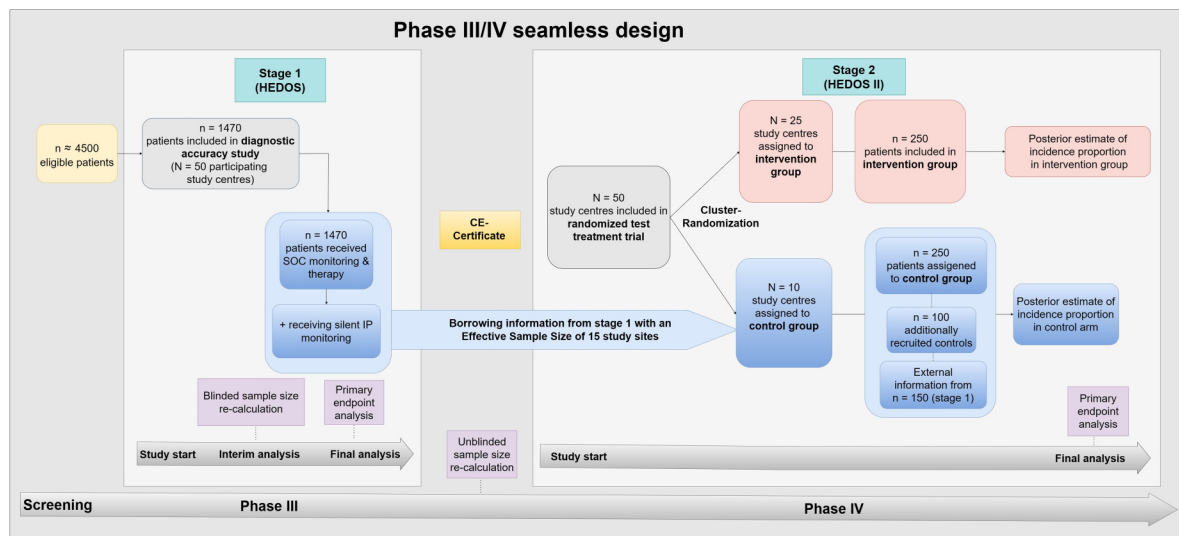 Phase III/IV seamless design
Stage 1
(HEDOS)
n ≈ 4500
eligible patients
n = 1470
patients included in diagnostic
accuracy study
(N = 50 participating
study centres)
n = 1470
patients received
SOC monitoring &
therapy
+ receiving silent IP
monitoring
Blinded sample size
re-calculation
Primary
endpoint
analysis
Study start
Interim analysis
Final analysis
CE-
Certificate
Borrowing information from stage 1 with an
Effective Sample Size of 15 study sites
Unblinded
sample size
re-calculation
Stage 2
(HEDOS II)
N = 50
study centres included in
randomized test
treatment trial
Cluster-
Randomization
N = 25
study centres
assigned to
intervention
group
n = 250
patients included in
intervention group
Posterior estimate of
incidence proportion
in intervention group
N = 10
study centres
assigned to
control group
n = 250
patients assigened
to control group
n = 100
additionally
recruited controls
External
information from
n = 150 (stage 1)
Posterior estimate of
incidence proportion
in control arm
Primary
endpoint
analysis
Study start
Final analysis
Screening
Phase III
Phase IV